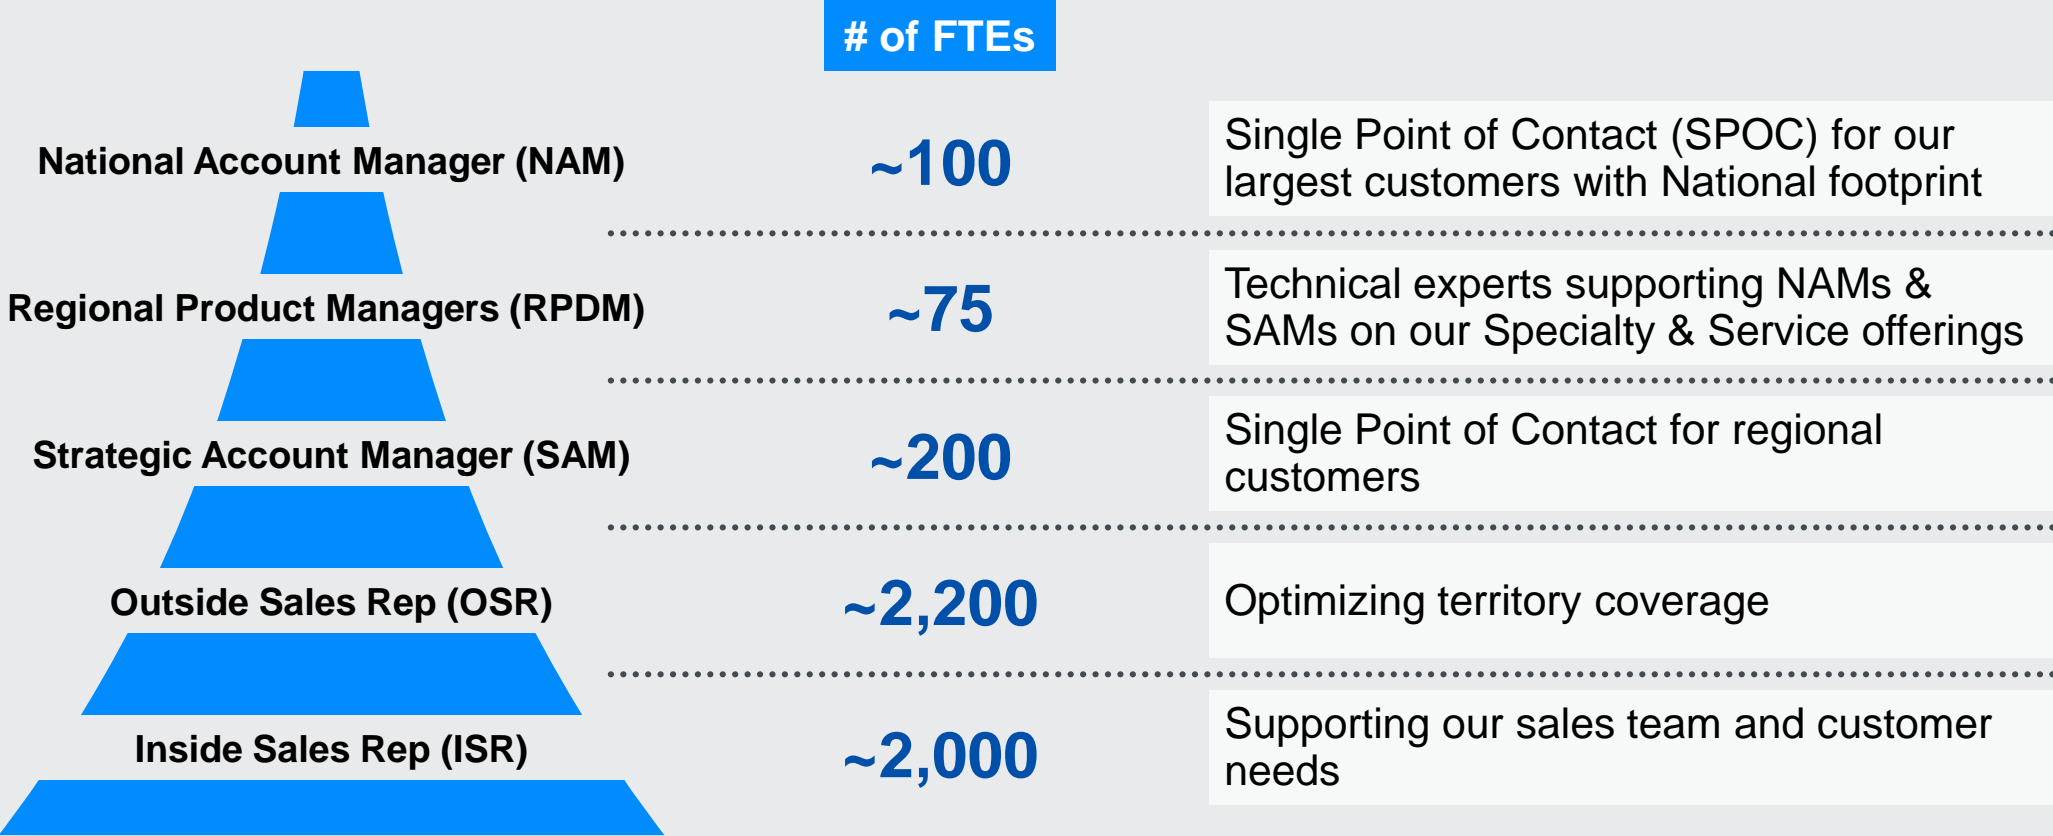 # of FTEs
National Account Manager (NAM)
~100
Single Point of Contact (SPOC) for our
largest customers with National footprint
Regional Product Managers (RPDM)
~75
Technical experts supporting NAMs &
SAMs on our Specialty & Service offerings
Strategic Account Manager (SAM)
~200
Single Point of Contact for regional
customers
Outside Sales Rep (OSR)
~2,200
Optimizing territory coverage
Inside Sales Rep (ISR)
~2,000
Supporting our sales team and customer
needs